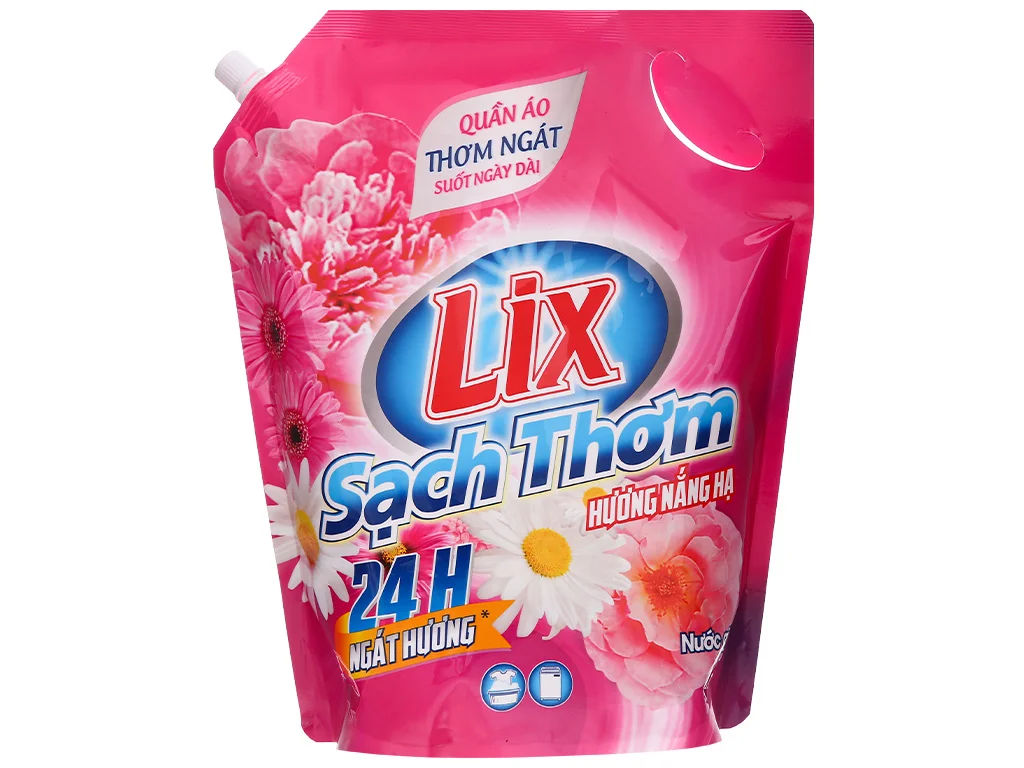 QUẦN ÁO
THƠM NGÁT
SUỐT NGÀY DÀI
Lix
Sạch Thơm
HƯƠNG NẮNG HẠ
24 H
NGÁT HƯƠNG*
Nước